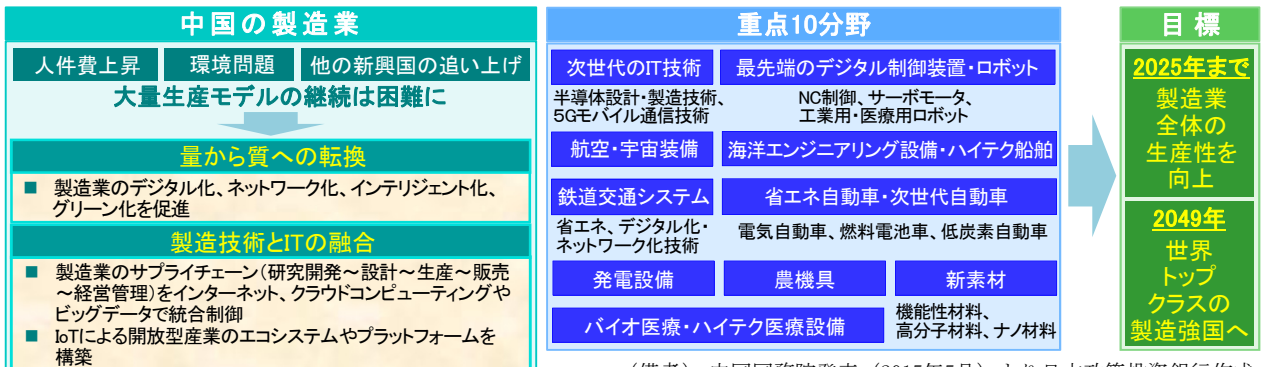 中国の製造業
人件費上昇
環境問題
他の新興国の追い上げ
大量生産モデルの継続は困難に
量から質への転換
■ 製造業のデジタル化、ネットワーク化、インテリジェント化、
グリーン化を促進
製造技術とITの融合
■ 製造業のサプライチェーン(研究開発~設計~生産~販売
~経営管理)をインターネット、クラウドコンピューティングや
ビッグデータで統合制御
■ IoTによる開放型産業のエコシステムやプラットフォームを
構築
重点10分野
次世代のIT技術
最先端のデジタル制御装置・ロボット
半導体設計・製造技術、
5Gモバイル通信技術
NC制御、サーボモータ、
工業用・医療用ロボット
航空・宇宙装備
海洋エンジニアリング設備・ハイテク船舶
鉄道交通システム
省エネ自動車・次世代自動車
省エネ、デジタル化・
ネットワーク化技術
電気自動車、燃料電池車、低炭素自動車
発電設備
農機具
新素材
バイオ医療・ハイテク医療設備
機能性材料、
高分子材料、ナノ材料
目標
2025年まで
製造業
全体の
生産性を
向上
2049年
世界
トップ
クラスの
製造強国へ